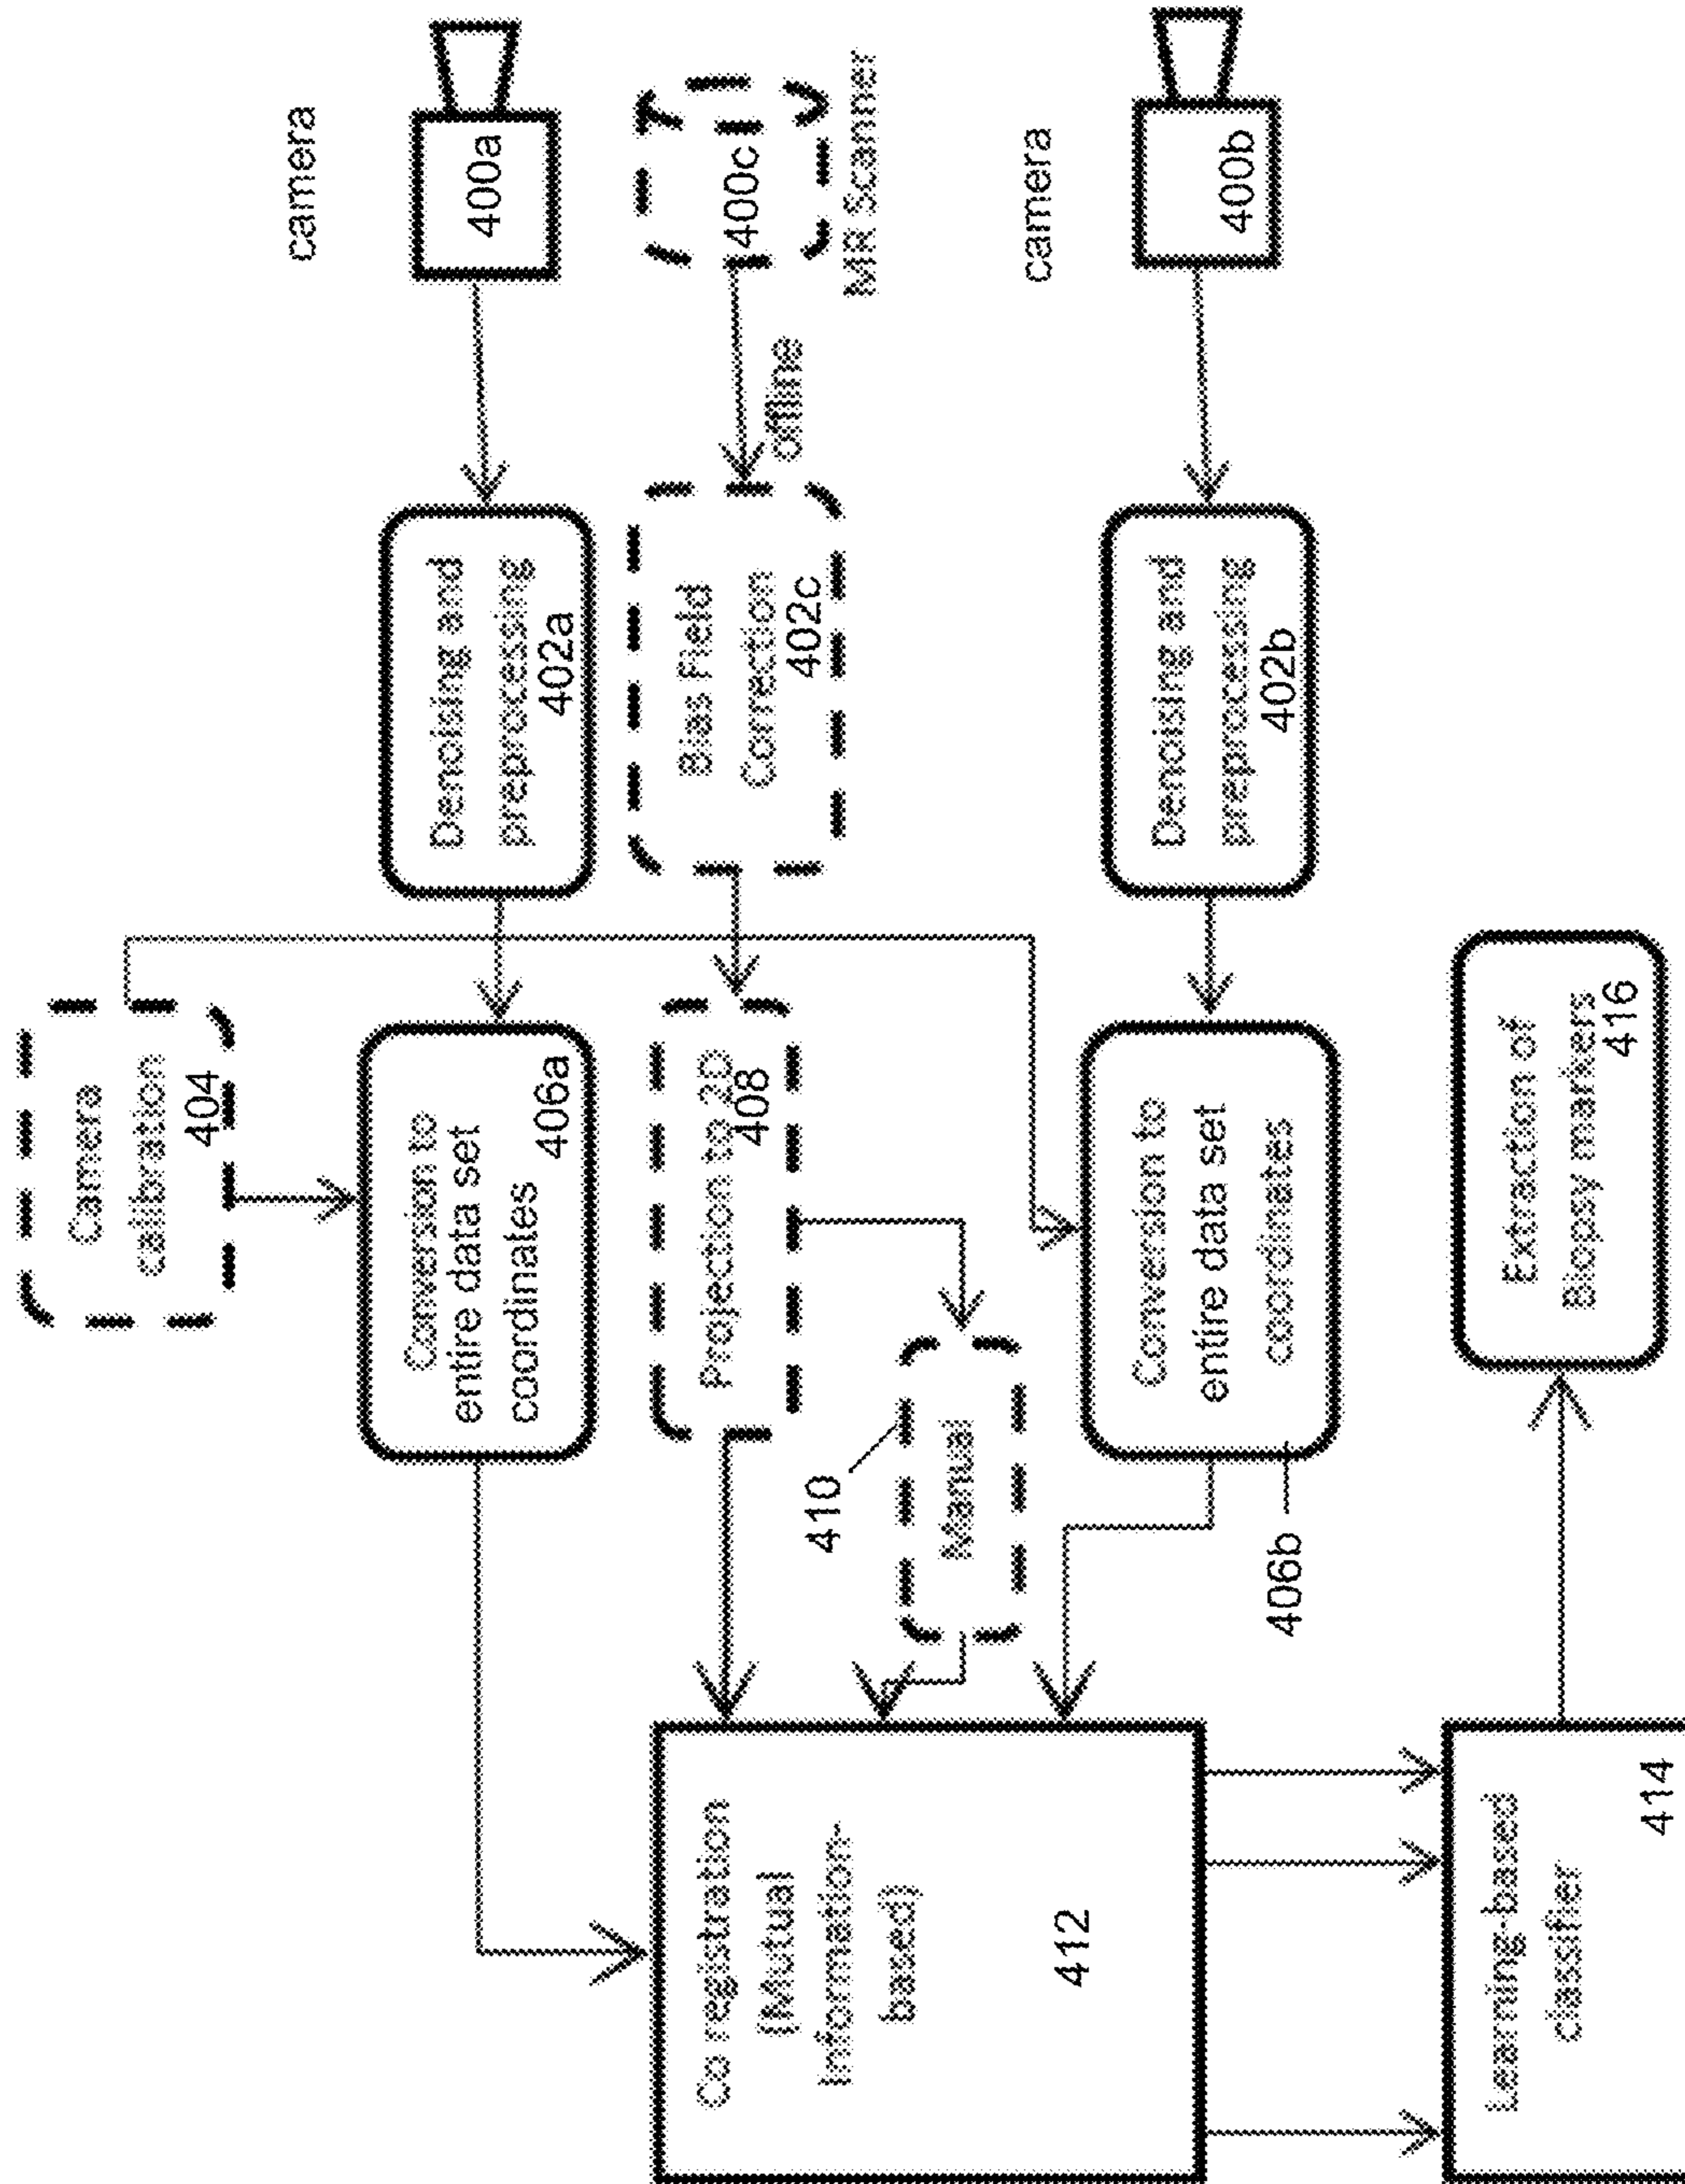 camera
400a
400c
MR Scanner
camera
400b
offline
Denoising and
preprocessing
402a
Bias Field
Correction
402c
Denoising and
preprocessing
402b
Camera
calibration
404
Conversion to
entire data set
coordinates
406a
Projection to 2D
408
Manual
410
Conversion to
entire data set
coordinates
406b
Co registration
(Mutual
Information-
based)
412
Learning-based
classifier
414
Extraction of
Biopsy markers
416